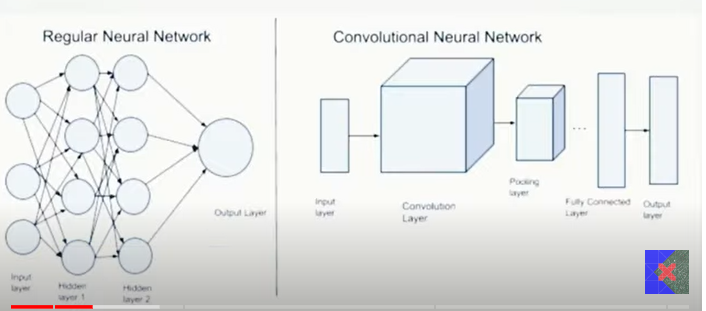 Regular Neural Network
Convolutional Neural Network
Input
layer
Hidden
layer 1
Hidden
layer 2
Output Layer
Input
layer
Convolution
Layer
Pooling
layer
...
Fully Connected
Layer
Output
layer